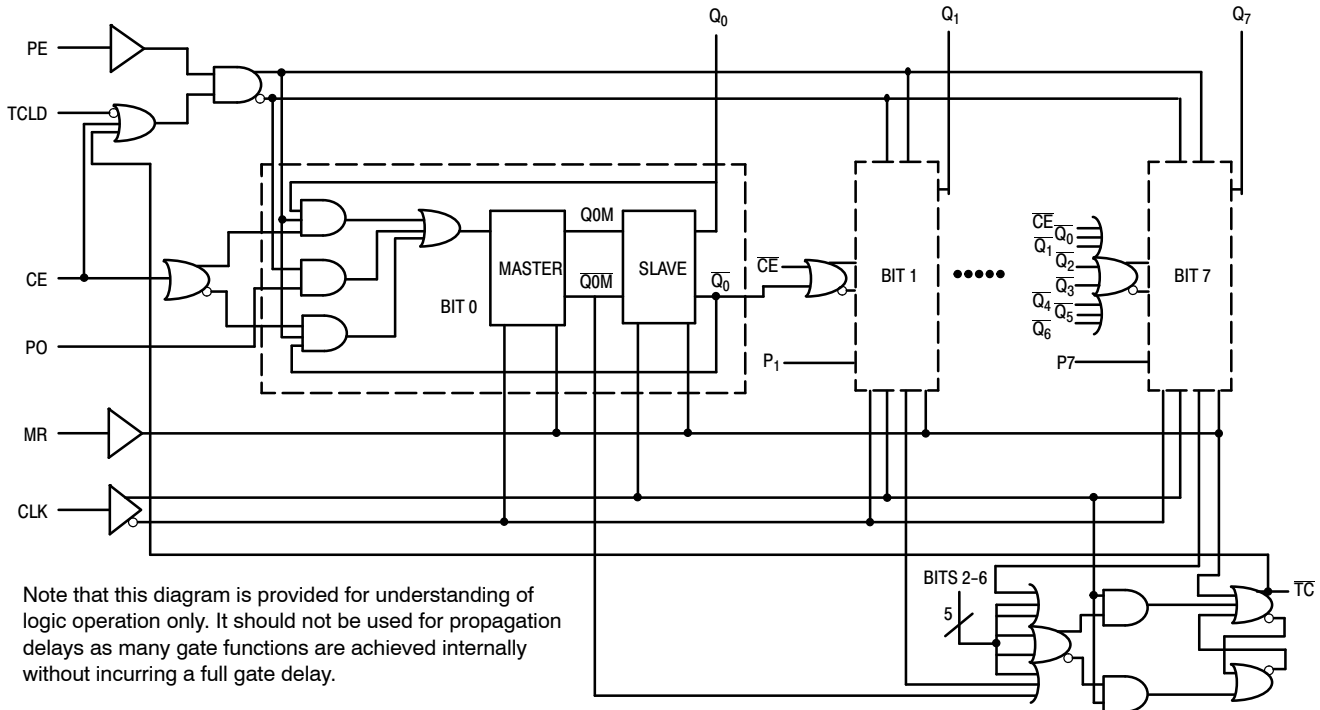 Q0
Q1
Q7
PE
TCLD
CE
PO
MR
CLK
Q0M
Q0M
MASTER
SLAVE
BIT 0
Q0
CE
BIT 1
P1
CE
Q0
Q1
Q2
Q3
Q4
Q5
Q6
P7
BIT 7
BITS 2–6
5
TC
Note that this diagram is provided for understanding of
logic operation only. It should not be used for propagation
delays as many gate functions are achieved internally
without incurring a full gate delay.